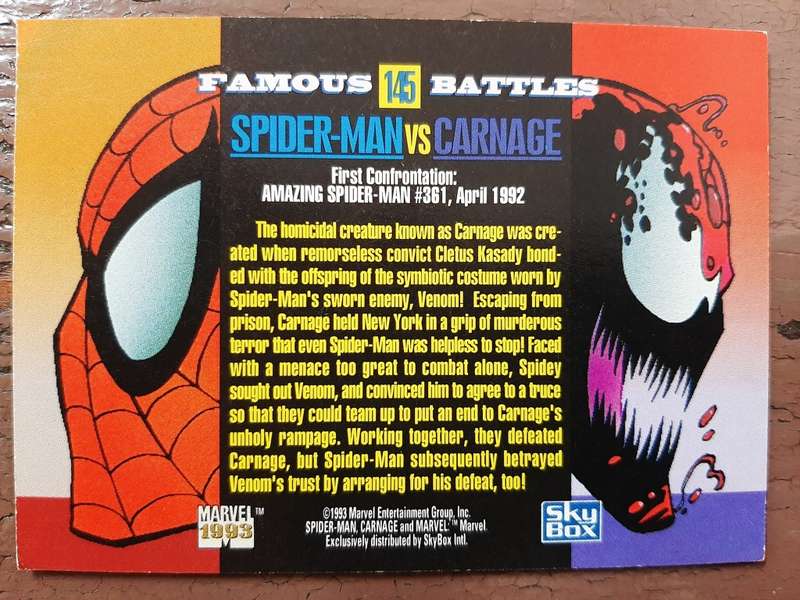 FAMOUS 145 BATTLES
SPIDER-MAN VS CARNAGE
First Confrontation:
AMAZING SPIDER-MAN #361, April 1992
The homicidal creature known as Carnage was cre-
ated when remorseless convict Cletus Kasady bond-
ed with the offspring of the symbiotic costume worn by
Spider-Man's sworn enemy, Venom! Escaping from
prison, Carnage held New York in a grip of murderous
terror that even Spider-Man was helpless to stop! Faced
with a menace too great to combat alone, Spidey
sought out Venom, and convinced him to agree to a truce
so that they could team up to put an end to Carnage's
unholy rampage. Working together, they defeated
Carnage, but Spider-Man subsequently betrayed
Venom's trust by arranging for his defeat, too!
MARVEL™
1993
©1993 Marvel Entertainment Group, Inc.
SPIDER-MAN, CARNAGE and MARVEL:™ Marvel.
Exclusively distributed by SkyBox Intl.
SkyBox